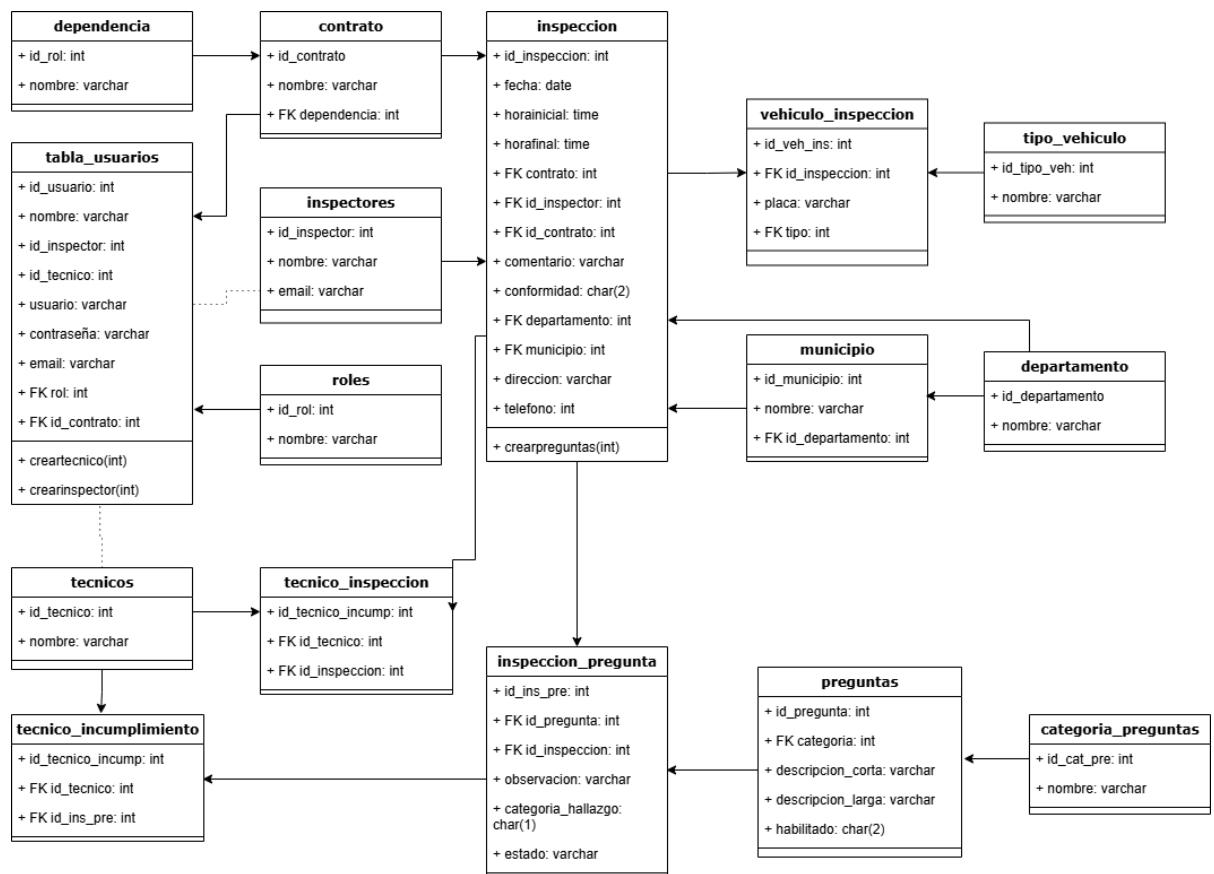 dependencia
+ id_rol: int
+ nombre: varchar
contrato
+ id_contrato
+ nombre: varchar
+ FK dependencia: int
inspeccion
+ id_inspeccion: int
+ fecha: date
+ horainicial: time
+ horafinal: time
+ FK contrato: int
+ FK id_inspector: int
+ FK id_contrato: int
+ comentario: varchar
+ conformidad: char(2)
+ FK departamento: int
+ FK municipio: int
+ direccion: varchar
+ telefono: int
+ crearpreguntas(int)
vehiculo_inspeccion
+ id_veh_ins: int
+ FK id_inspeccion: int
+ placa: varchar
+ FK tipo: int
tipo_vehiculo
+ id_tipo_veh: int
+ nombre: varchar
tabla_usuarios
+ id_usuario: int
+ nombre: varchar
+ id_inspector: int
+ id_tecnico: int
+ usuario: varchar
+ contraseña: varchar
+ email: varchar
+ FK rol: int
+ FK id_contrato: int
+ creartecnico(int)
+ crearinspector(int)
inspectores
+ id_inspector: int
+ nombre: varchar
+ email: varchar
roles
+ id_rol: int
+ nombre: varchar
municipio
+ id_municipio: int
+ nombre: varchar
+ FK id_departamento: int
departamento
+ id_departamento
+ nombre: varchar
tecnicos
+ id_tecnico: int
+ nombre: varchar
tecnico_inspeccion
+ id_tecnico_incump: int
+ FK id_tecnico: int
+ FK id_inspeccion: int
tecnico_incumplimiento
+ id_tecnico_incump: int
+ FK id_tecnico: int
+ FK id_ins_pre: int
inspeccion_pregunta
+ id_ins_pre: int
+ FK id_pregunta: int
+ FK id_inspeccion: int
+ observacion: varchar
+ categoria_hallazgo:
char(1)
+ estado: varchar
preguntas
+ id_pregunta: int
+ FK categoria: int
+ descripcion_corta: varchar
+ descripcion_larga: varchar
+ habilitado: char(2)
categoría_preguntas
+ id_cat_pre: int
+ nombre: varchar